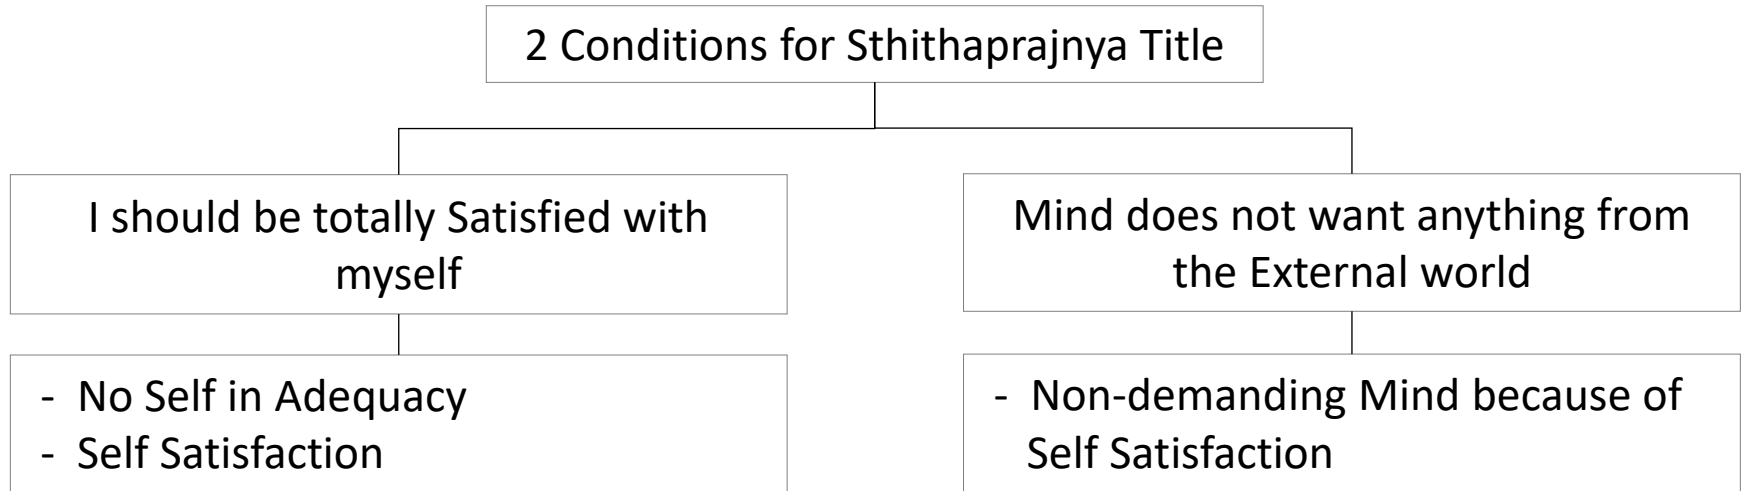 2 Conditions for Sthithaprajnya Title
I should be totally Satisfied with
myself
- No Self in Adequacy
- Self Satisfaction
Mind does not want anything from
the External world
- Non-demanding Mind because of
Self Satisfaction